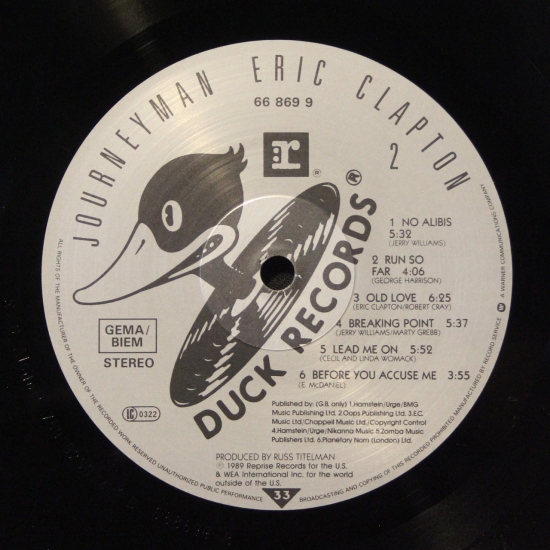 JOURNEYMAN ERIC CLAPTON
66 869 9
r
®
2
1 NO ALIBIS
5:32
(JERRY WILLIAMS)
2 RUN SO
FAR 4:06
(GEORGE HARRISON)
3 OLD LOVE 6:25
(ERIC CLAPTON/ROBERT CRAY)
4 BREAKING POINT 5:37
(JERRY WILLIAMS/MARTY GREBB)
5 LEAD ME ON 5:52
(CECIL AND LINDA WOMACK)
6 BEFORE YOU ACCUSE ME 3:55
(E. McDANIEL)
DUCK RECORDS®
GEMA/
BIEM
STEREO
LC 0322
Published by: (G.B. only) 1.Hamstein/Urge/BMG
Music Publishing Ltd. 2.Oops Publishing Ltd. 3.E.C.
Music Ltd/Chappell Music Ltd./Copyright Control
4.Hamstein/Urge/Nikanna Music 5.Zomba Music
Publishers Ltd. 6.Planetary Nom (London) Ltd.
PRODUCED BY RUSS TITELMAN
℗ 1989 Reprise Records for the U.S.
& WEA International Inc. for the world
outside of the U.S.
33
ALL RIGHTS OF THE MANUFACTURER OF THE OWNER OF THE RECORDED WORK RESERVED UNAUTHORIZED PUBLIC PERFORMANCE BROADCASTING AND COPYING OF THIS RECORD PROHIBITED MANUFACTURED BY RECORD SERVICE A WARNER COMMUNICATIONS COMPANY